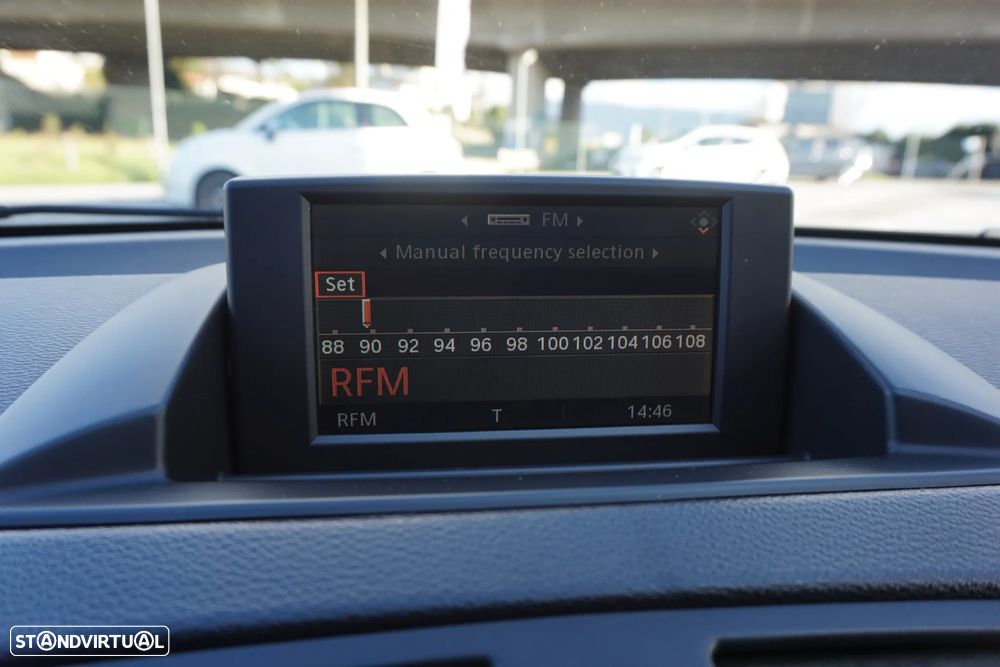 FM
Manual frequency selection
Set
88 90 92 94 96 98 100 102 104 106 108
RFM
RFM T 14:46
STANDVIRTUAL